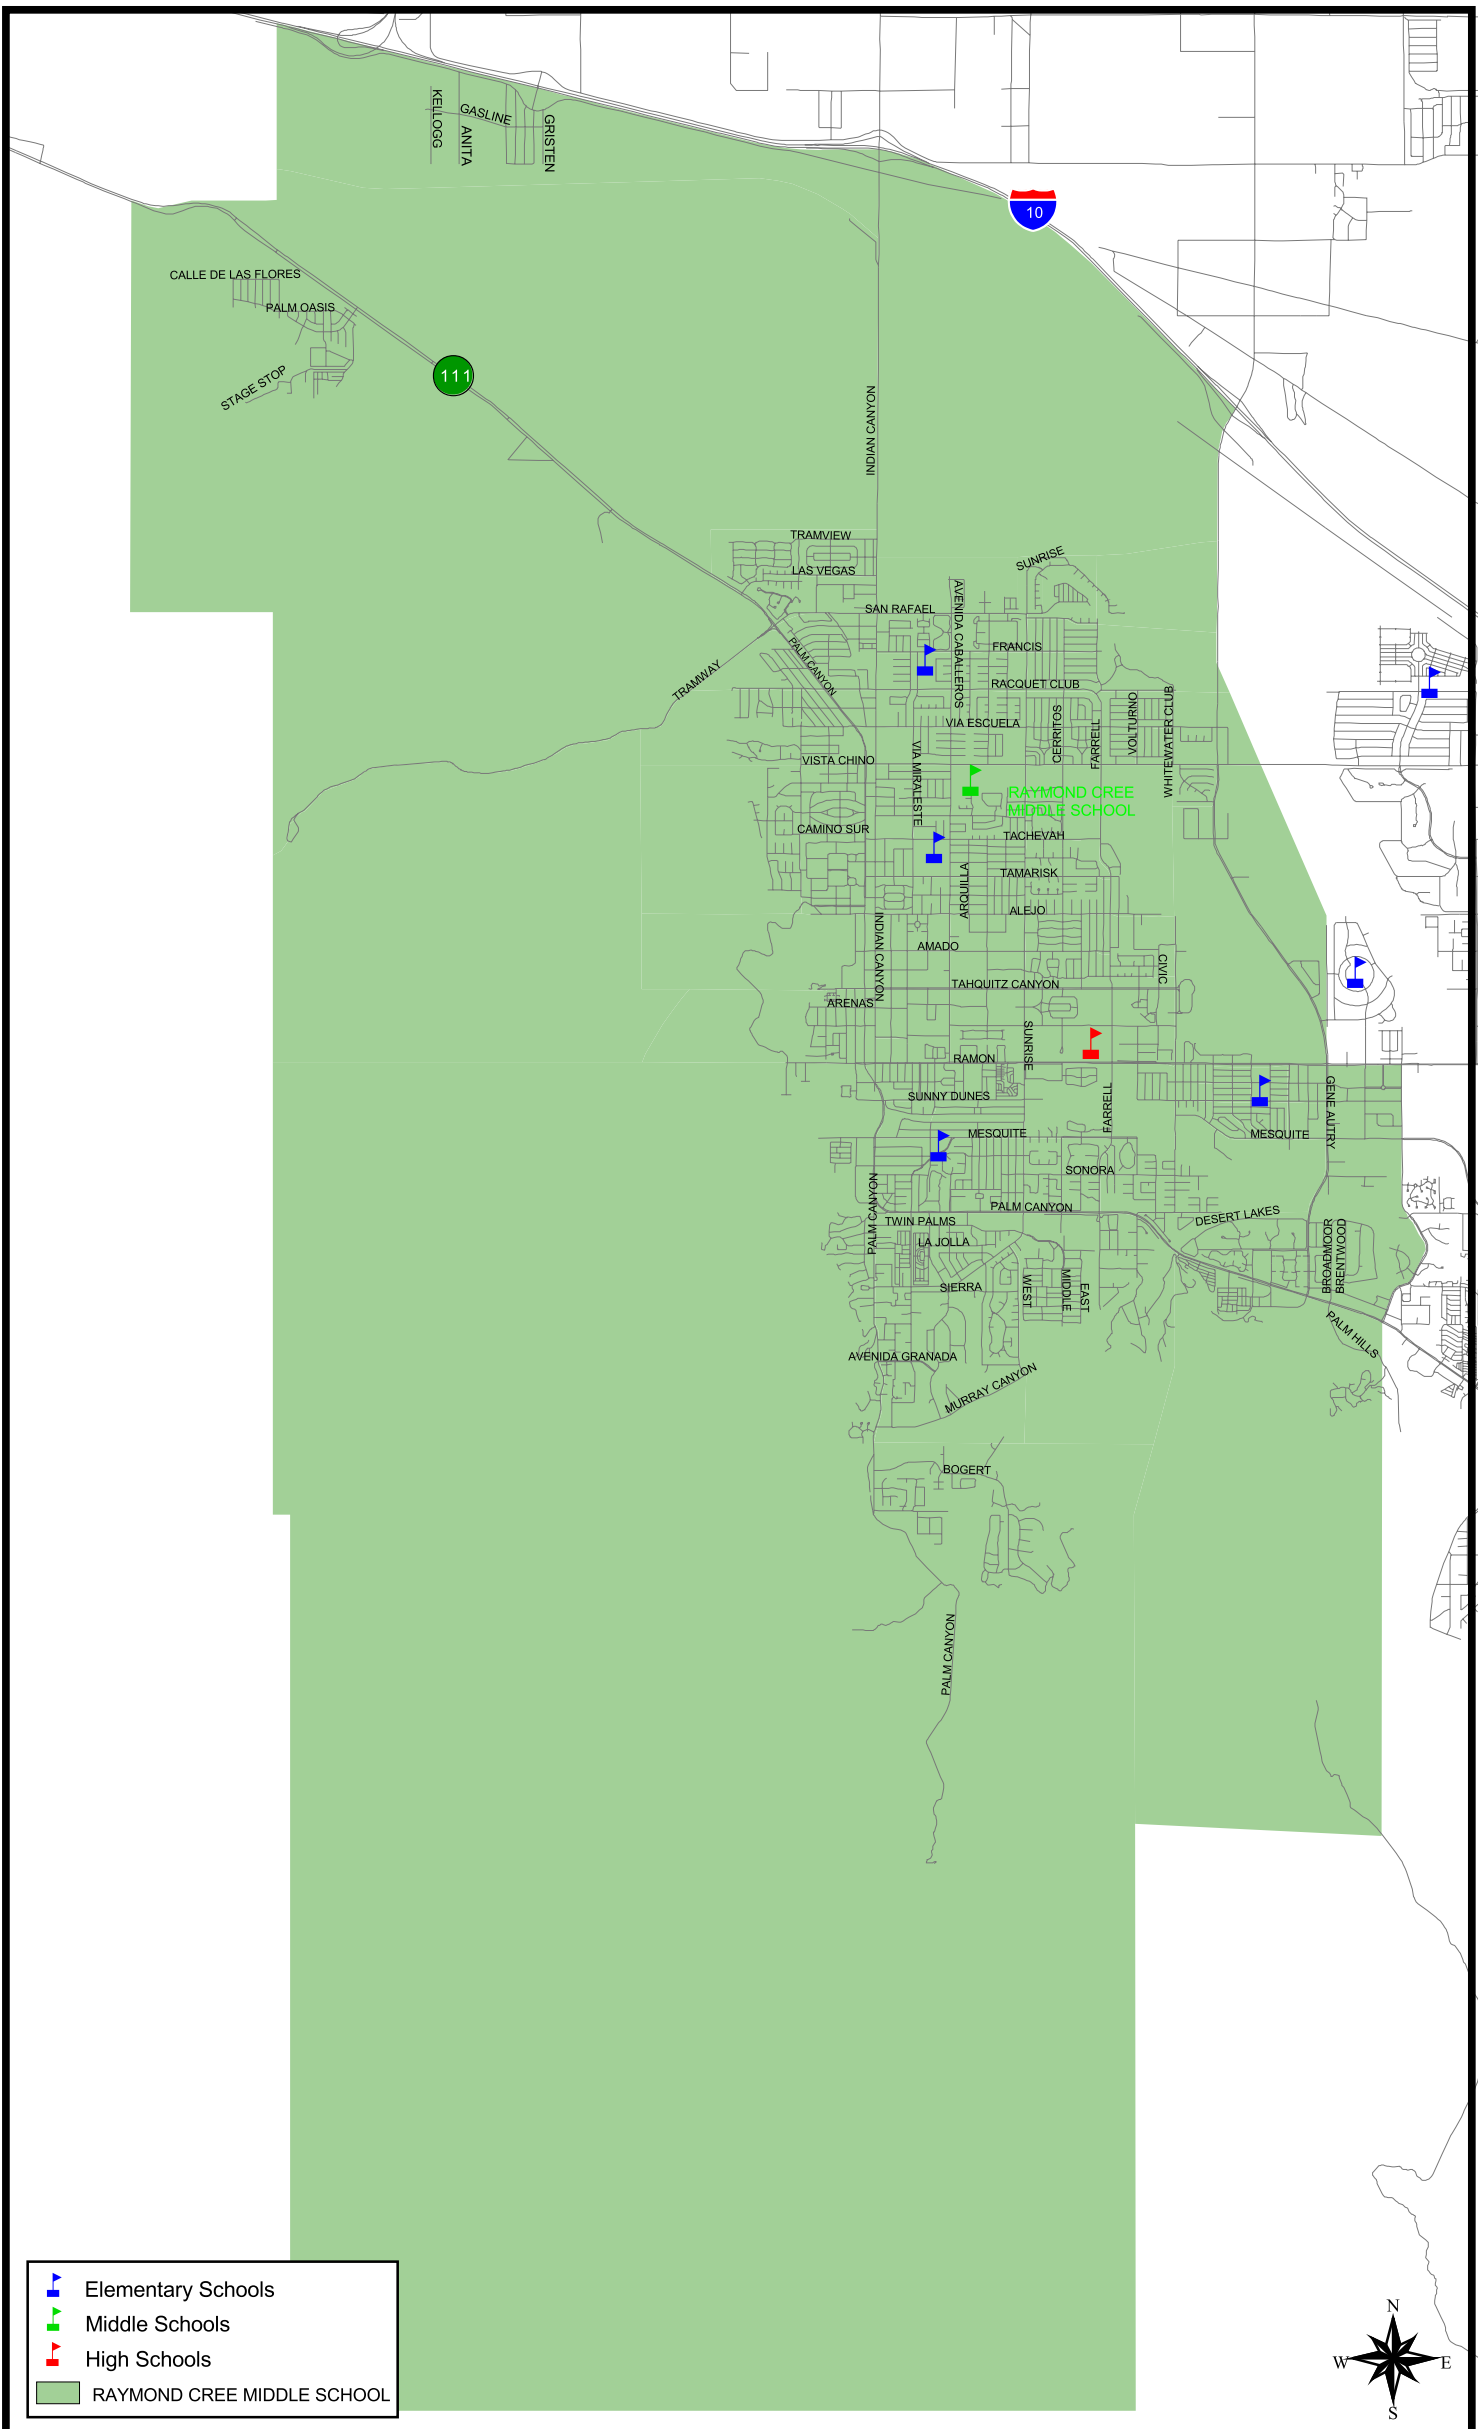 KELLOGG
GASLINE
ANITA
GRISTEN
10
CALLE DE LAS FLORES
PALM OASIS
STAGE STOP
111
INDIAN CANYON
TRAMVIEW
LAS VEGAS
SUNRISE
SAN RAFAEL
AVENIDA CABALLEROS
FRANCIS
PALM CANYON
TRAMWAY
RACQUET CLUB
VIA ESCUELA
CERRITOS
FARRELL
VOLTURNO
WHITEWATER CLUB
VISTA CHINO
VIA MIRALESTE
RAYMOND CREE
MIDDLE SCHOOL
CAMINO SUR
TACHEVAH
TAMARISK
ARQUILLA
ALEJO
INDIAN CANYON
AMADO
CIVIC
TAHQUITZ CANYON
ARENAS
SUNRISE
RAMON
SUNNY DUNES
FARRELL
GENE AUTRY
MESQUITE
MESQUITE
SONORA
PALM CANYON
PALM CANYON
TWIN PALMS
DESERT LAKES
LA JOLLA
BROADMOOR
BRENTWOOD
SIERRA
WEST
MIDDLE
EAST
PALM HILLS
AVENIDA GRANADA
MURRAY CANYON
BOGERT
PALM CANYON
Elementary Schools
Middle Schools
High Schools
RAYMOND CREE MIDDLE SCHOOL
N
W
E
S